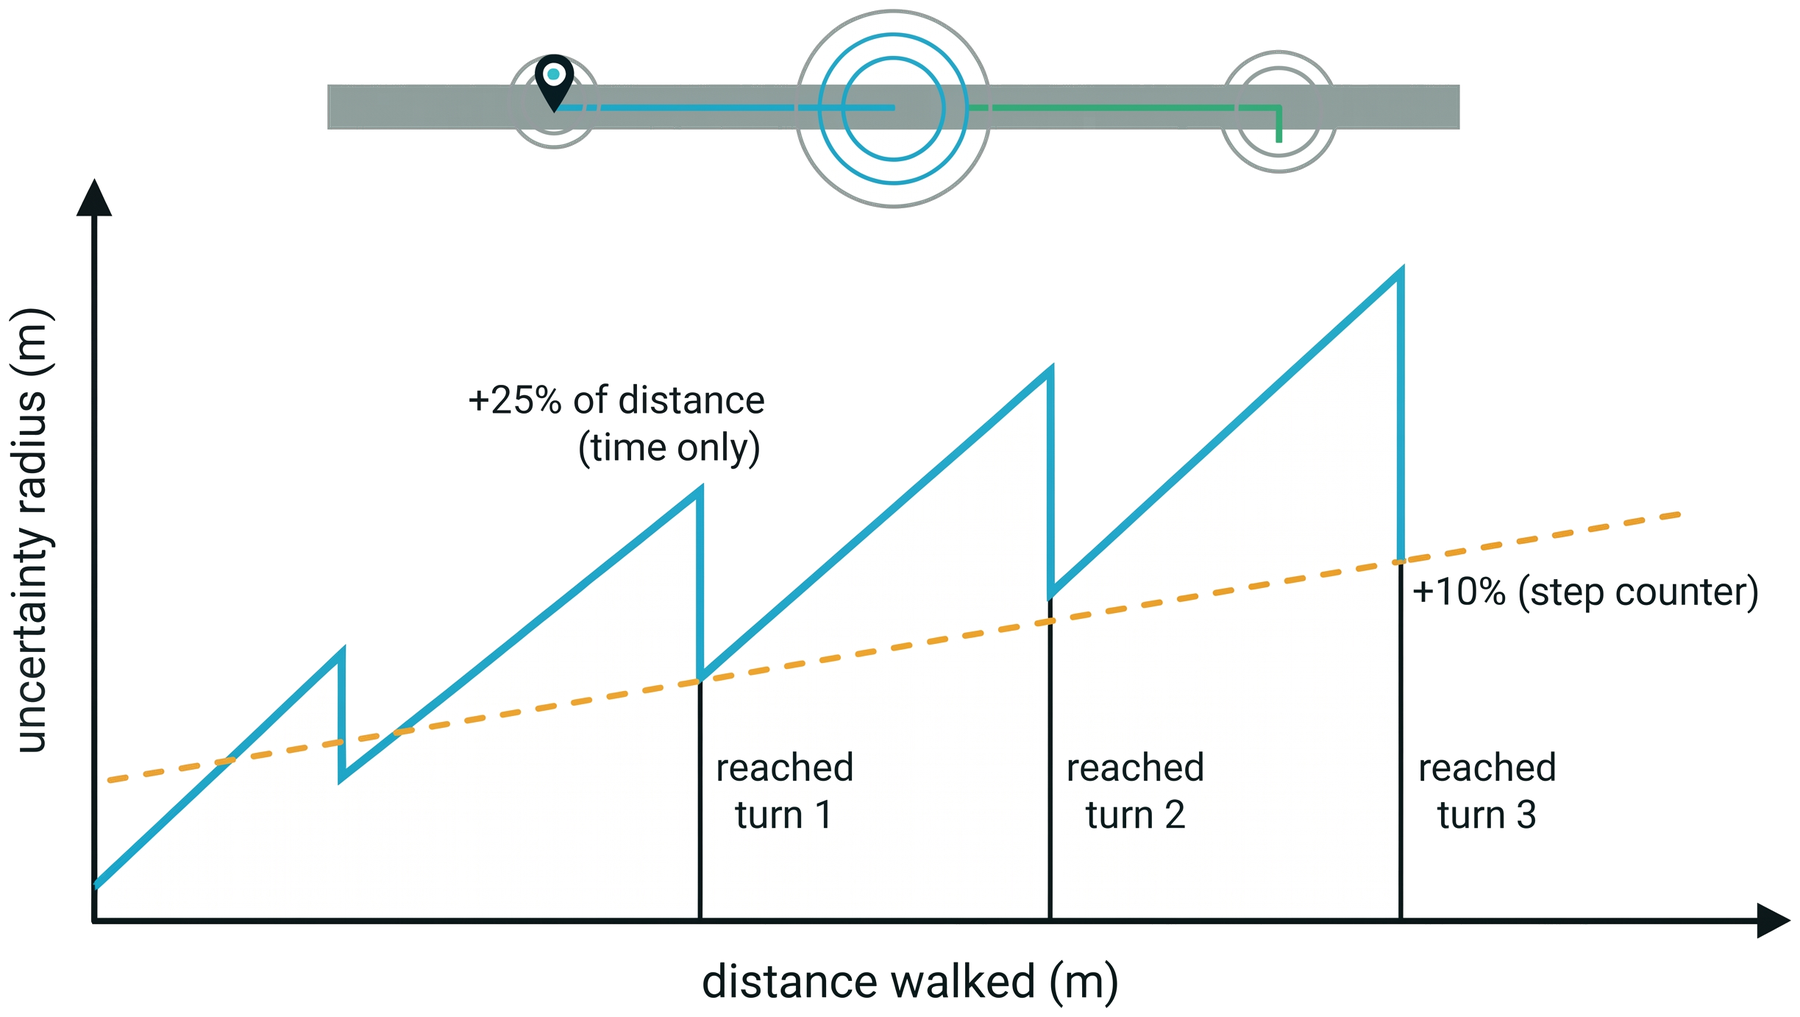 uncertainty radius (m)
+25% of distance
(time only)
+10% (step counter)
reached
turn 1
reached
turn 2
reached
turn 3
distance walked (m)